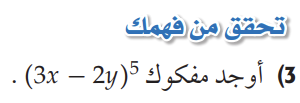 تحقق من فهمك
3) أوجد مفكوك (3x − 2y)⁵ .